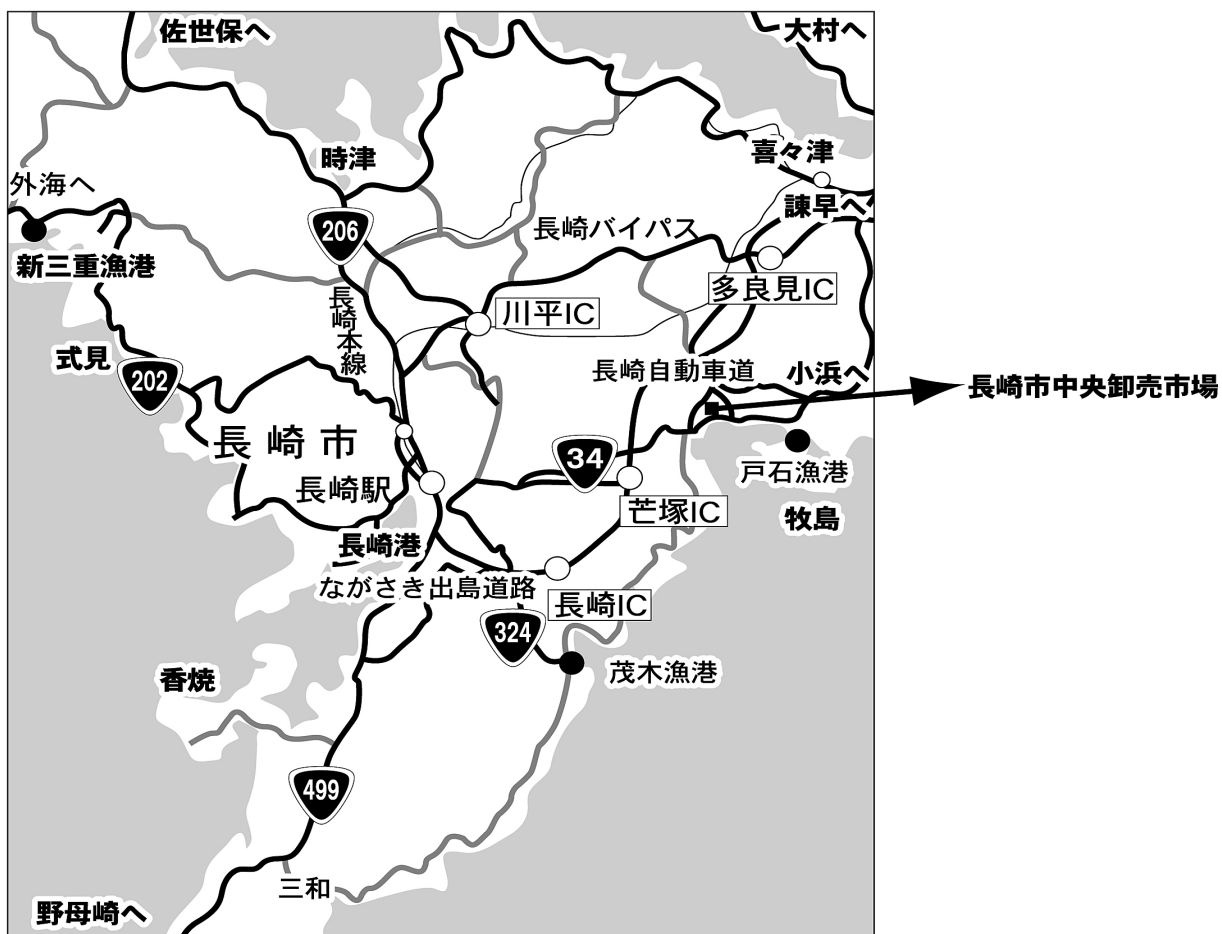 佐世保へ
大村へ
時津
喜々津
外海へ
諫早へ
206
長崎バイパス
新三重漁港
多良見IC
川平IC
長崎本線
式見
202
長崎自動車道
小浜へ
長崎市中央卸売市場
長崎市
34
戸石漁港
長崎駅
芒塚IC
牧島
長崎港
ながさき出島道路
長崎IC
324
茂木漁港
香焼
499
三和
野母崎へ